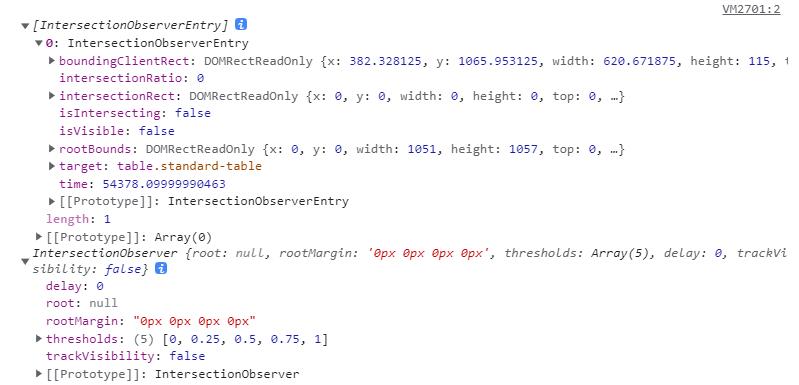 VM2701:2
▼[IntersectionObserverEntry] i
▼0: IntersectionObserverEntry
▶boundingClientRect: DOMRectReadOnly {x: 382.328125, y: 1065.953125, width: 620.671875, height: 115, t
intersectionRatio: 0
▶intersectionRect: DOMRectReadOnly {x: 0, y: 0, width: 0, height: 0, top: 0, …}
isIntersecting: false
isVisible: false
▶rootBounds: DOMRectReadOnly {x: 0, y: 0, width: 1051, height: 1057, top: 0, …}
▶target: table.standard-table
time: 54378.09999990463
▶[[Prototype]]: IntersectionObserverEntry
length: 1
▶[[Prototype]]: Array(0)
▼IntersectionObserver {root: null, rootMargin: '0px 0px 0px 0px', thresholds: Array(5), delay: 0, trackVi
sibility: false} i
delay: 0
root: null
rootMargin: "0px 0px 0px 0px"
▶thresholds: (5) [0, 0.25, 0.5, 0.75, 1]
trackVisibility: false
▶[[Prototype]]: IntersectionObserver